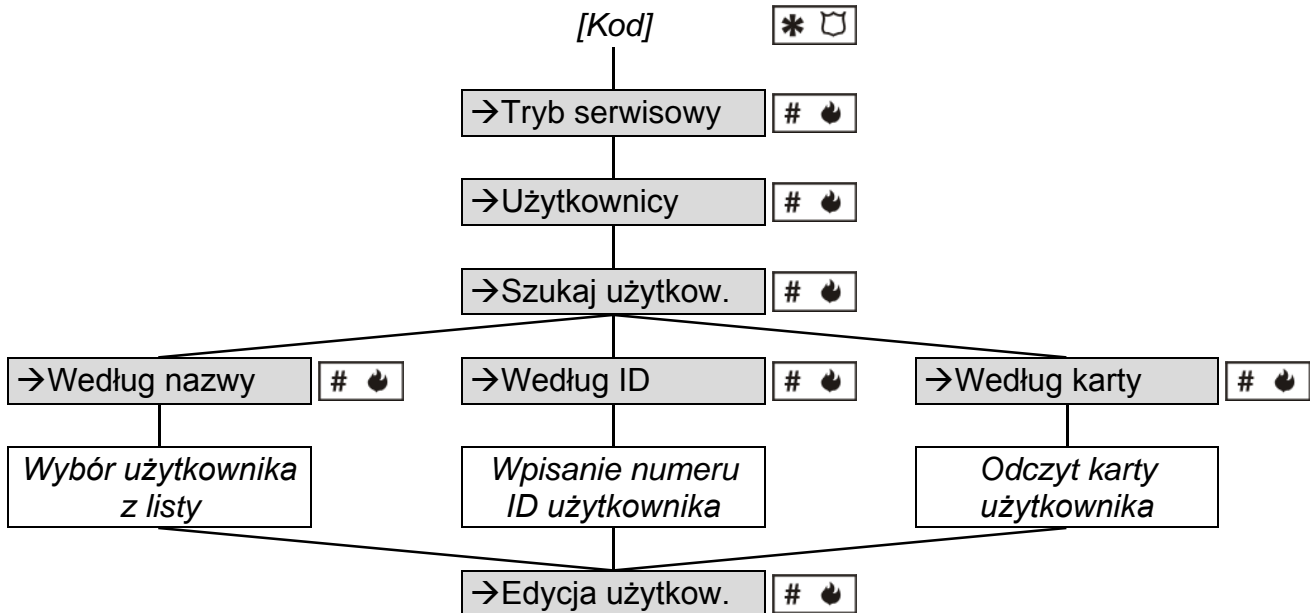 [Kod] *
→Tryb serwisowy #
→Użytkownicy #
→Szukaj użytkow. #
→Według nazwy # →Według ID # →Według karty #
Wybór użytkownika Wpisanie numeru Odczyt karty
z listy ID użytkownika użytkownika
→Edycja użytkow. #